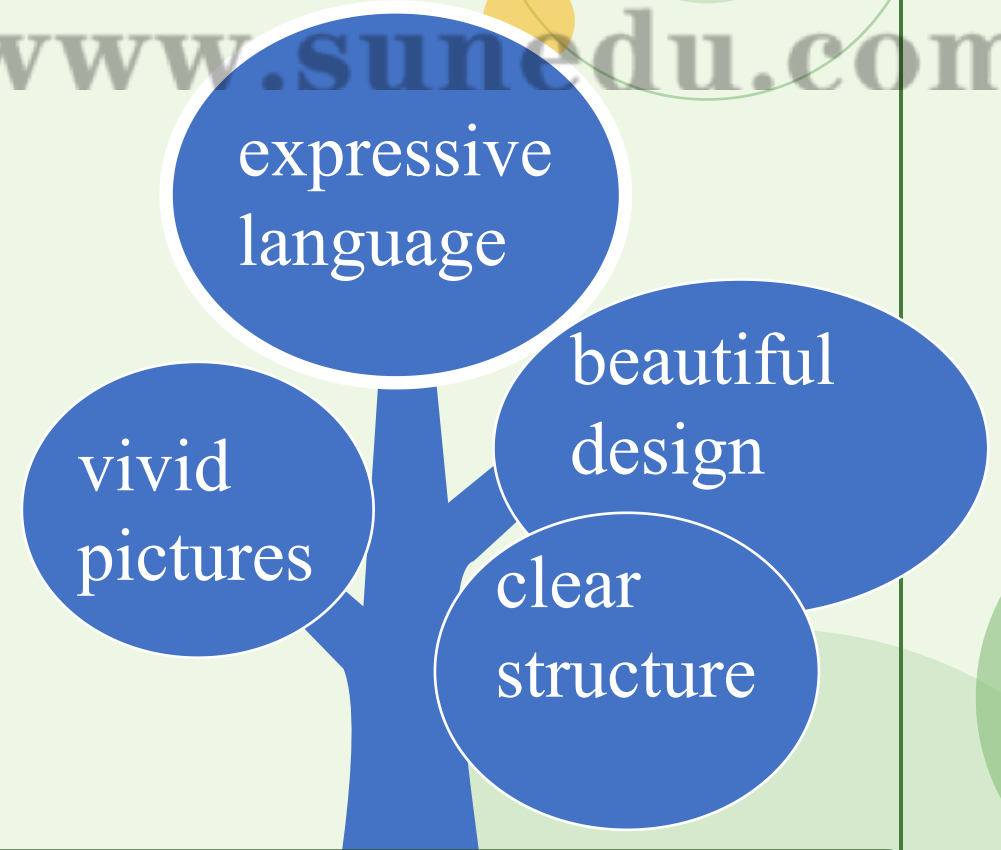 www.sunedu.com
expressive
language
beautiful
design
vivid
pictures
clear
structure